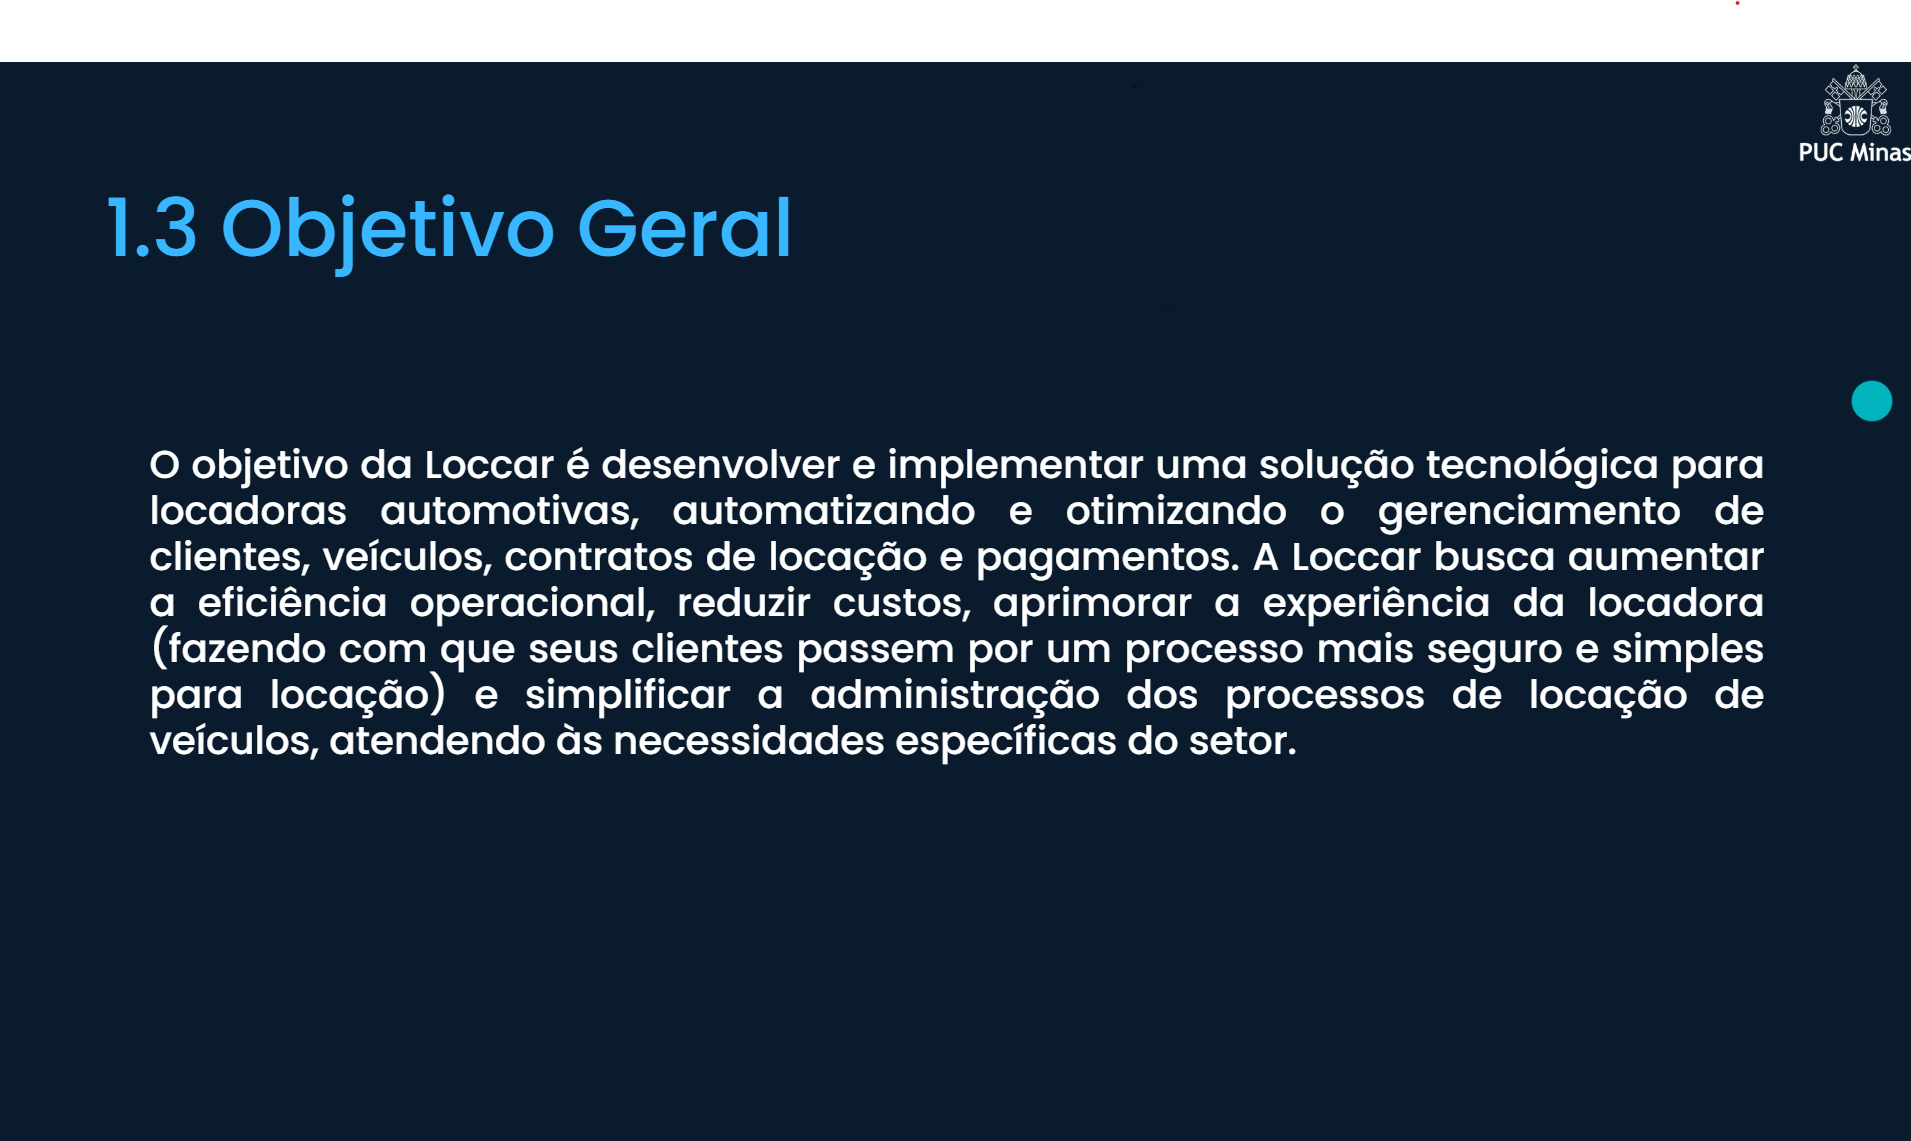 PUC Minas
1.3 Objetivo Geral
O objetivo da Loccar é desenvolver e implementar uma solução tecnológica para
locadoras automotivas, automatizando e otimizando o gerenciamento de
clientes, veículos, contratos de locação e pagamentos. A Loccar busca aumentar
a eficiência operacional, reduzir custos, aprimorar a experiência da locadora
(fazendo com que seus clientes passem por um processo mais seguro e simples
para locação) e simplificar a administração dos processos de locação de
veículos, atendendo às necessidades específicas do setor.